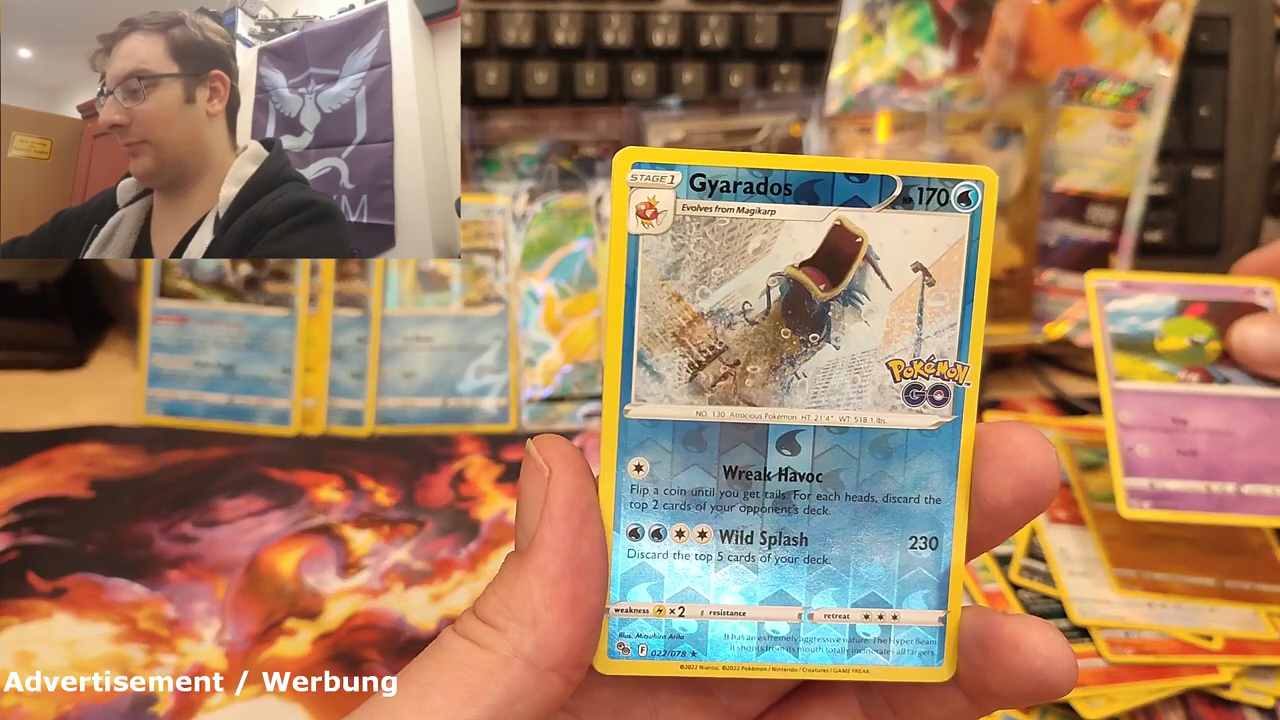 STAGE 1
Gyarados
170
Evolves from Magikarp
Pokémon
GO
NO. 130 Atrocious Pokémon HT: 21'4" WT: 518.1 lbs.
Wreak Havoc
Flip a coin until you get tails. For each heads, discard the
top 2 cards of your opponent's deck.
Wild Splash 230
Discard the top 5 cards of your deck.
weakness ×2 resistance retreat
Illus. Mitsuhiro Arita
It has an extremely aggressive nature. The Hyper Beam
it shoots from its mouth totally incinerates all targets.
F 022/078 ★
©2022 Niantic. ©2022 Pokémon / Nintendo / Creatures / GAME FREAK.
Advertisement / Werbung